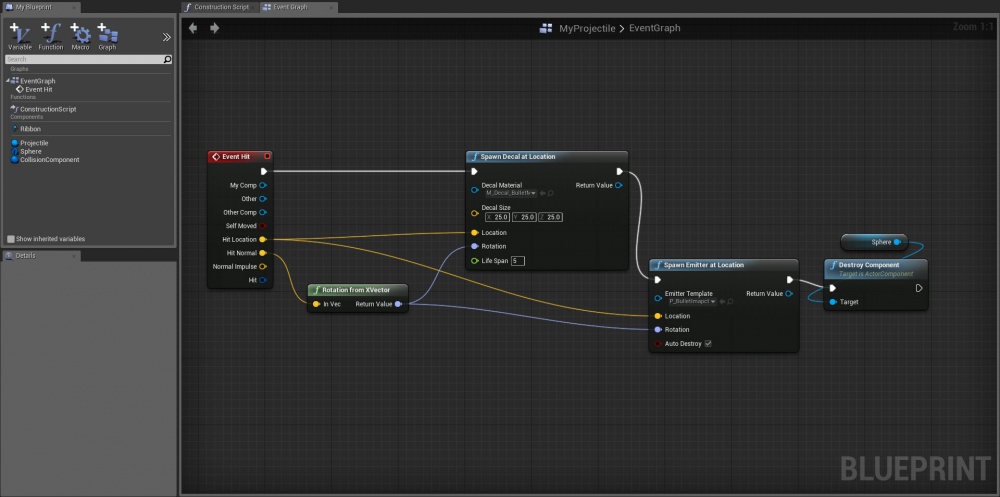 My Blueprint
Variable Function Macro Graph
Search
Graphs
EventGraph
Event Hit
Functions
ConstructionScript
Components
Ribbon
Projectile
Sphere
CollisionComponent
Show inherited variables
Details
Construction Script
Event Graph
MyProjectile > EventGraph
Zoom 1:1
Event Hit
My Comp
Other
Other Comp
Self Moved
Hit Location
Hit Normal
Normal Impulse
Hit
Rotation from XVector
In Vec Return Value
Spawn Decal at Location
Decal Material Return Value
M_Decal_Bullet
Decal Size
X 25.0 Y 25.0 Z 25.0
Location
Rotation
Life Span 5
Spawn Emitter at Location
Emitter Template Return Value
Location
Rotation
Auto Destroy
Sphere
Destroy Component
Target is ActorComponent
Target
BLUEPRINT